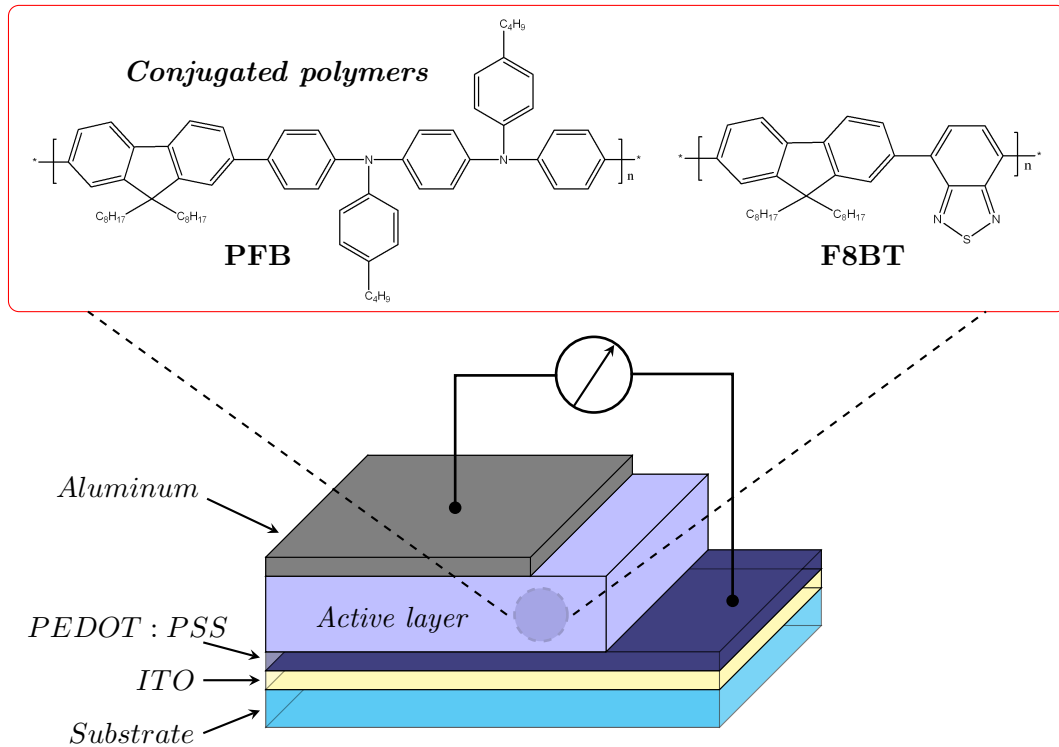 C4H9
Conjugated polymers
* [ N N ] n *
* [ ] n *
C8H17 C8H17
C8H17 C8H17
N N
S
PFB
F8BT
C4H9
Aluminum
Active layer
PEDOT : PSS
ITO
Substrate